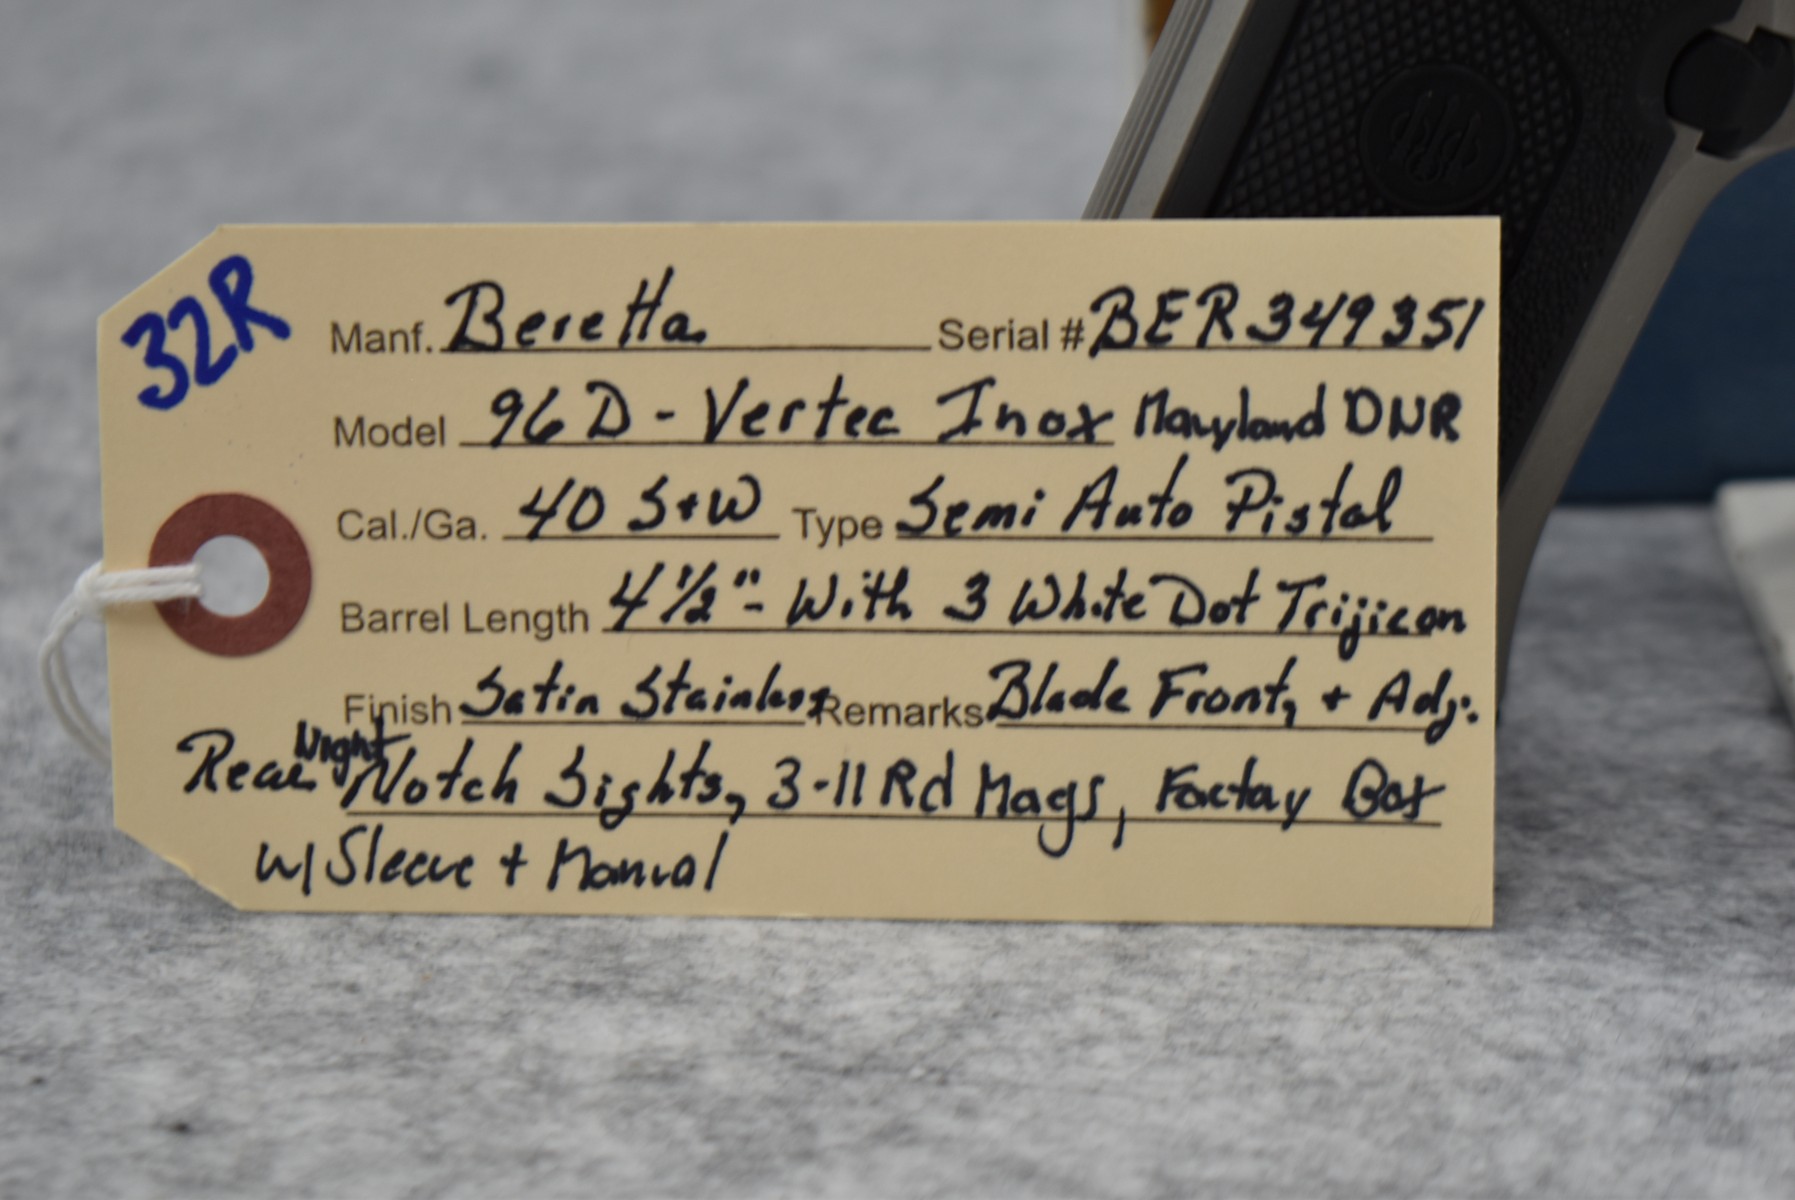 32R
Manf. Beretta Serial # BER349351
Model 96D - Vertec Inox Maryland DNR
Cal./Ga. 40 S+W Type Semi Auto Pistol
Barrel Length 4 1/2" - With 3 White Dot Trijicon
Finish Satin Stainless Remarks Blade Front, + Adj.
Rear Night Notch Sights, 3-11 Rd Mags, Factory Box
w/ Sleeve + Manual